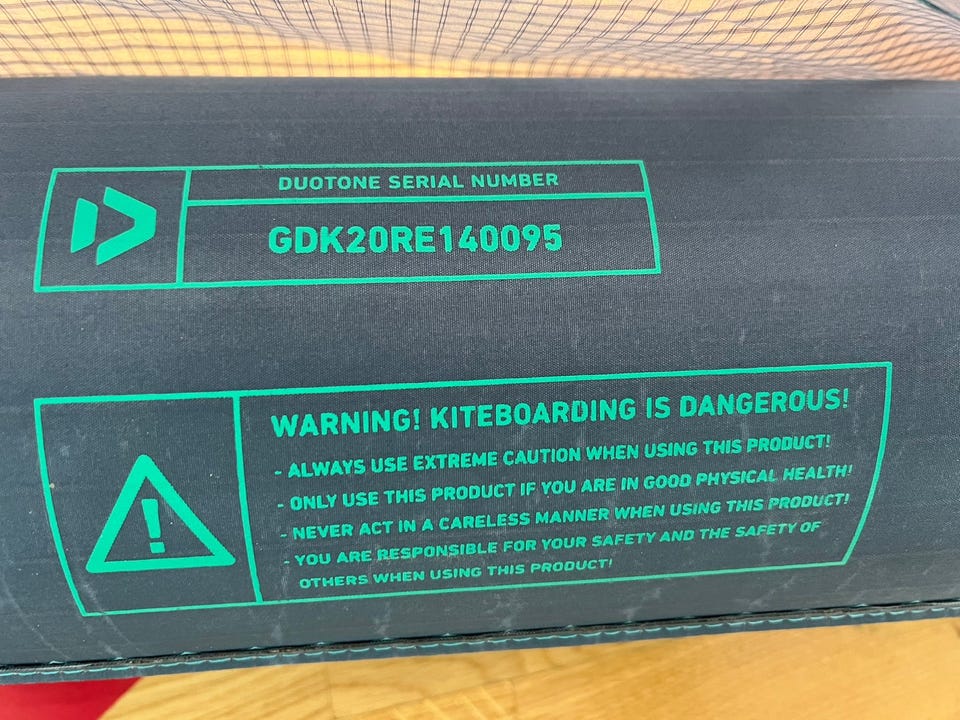 DUOTONE SERIAL NUMBER
GDK20RE140095
WARNING! KITEBOARDING IS DANGEROUS!
- ALWAYS USE EXTREME CAUTION WHEN USING THIS PRODUCT!
- ONLY USE THIS PRODUCT IF YOU ARE IN GOOD PHYSICAL HEALTH!
- NEVER ACT IN A CARELESS MANNER WHEN USING THIS PRODUCT!
- YOU ARE RESPONSIBLE FOR YOUR SAFETY AND THE SAFETY OF
OTHERS WHEN USING THIS PRODUCT!